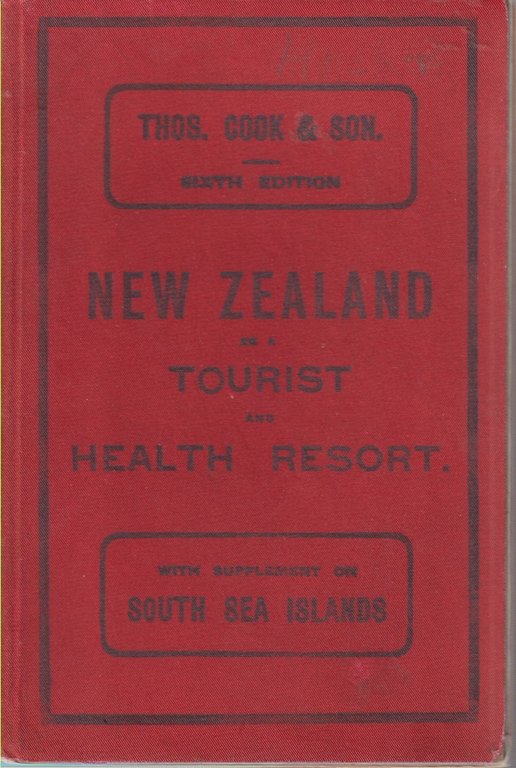 THOS. COOK & SON.
SIXTH EDITION
NEW ZEALAND
AS A
TOURIST
AND
HEALTH RESORT.
WITH SUPPLEMENT ON
SOUTH SEA ISLANDS